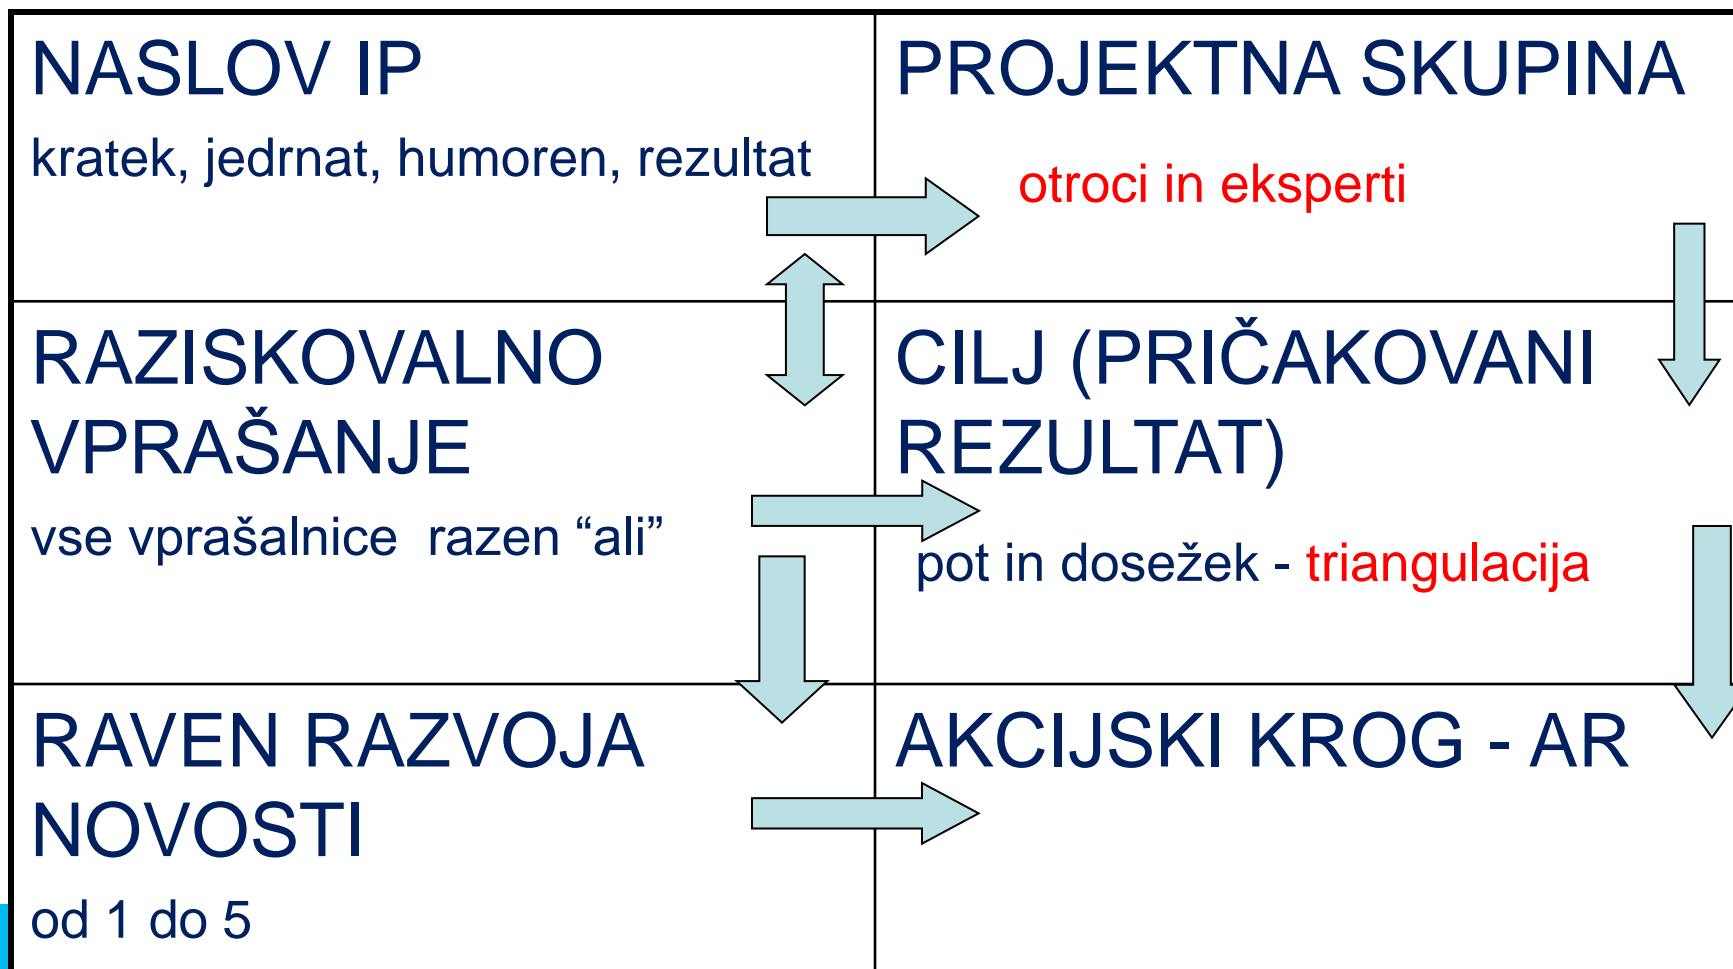 NASLOV IP
kratek, jedrnat, humoren, rezultat
PROJEKTNA SKUPINA
otroci in eksperti
RAZISKOVALNO
VPRAŠANJE
vse vprašalnice  razen “ali”
CILJ (PRIČAKOVANI
REZULTAT)
pot in dosežek - triangulacija
RAVEN RAZVOJA
NOVOSTI
od 1 do 5
AKCIJSKI KROG - AR